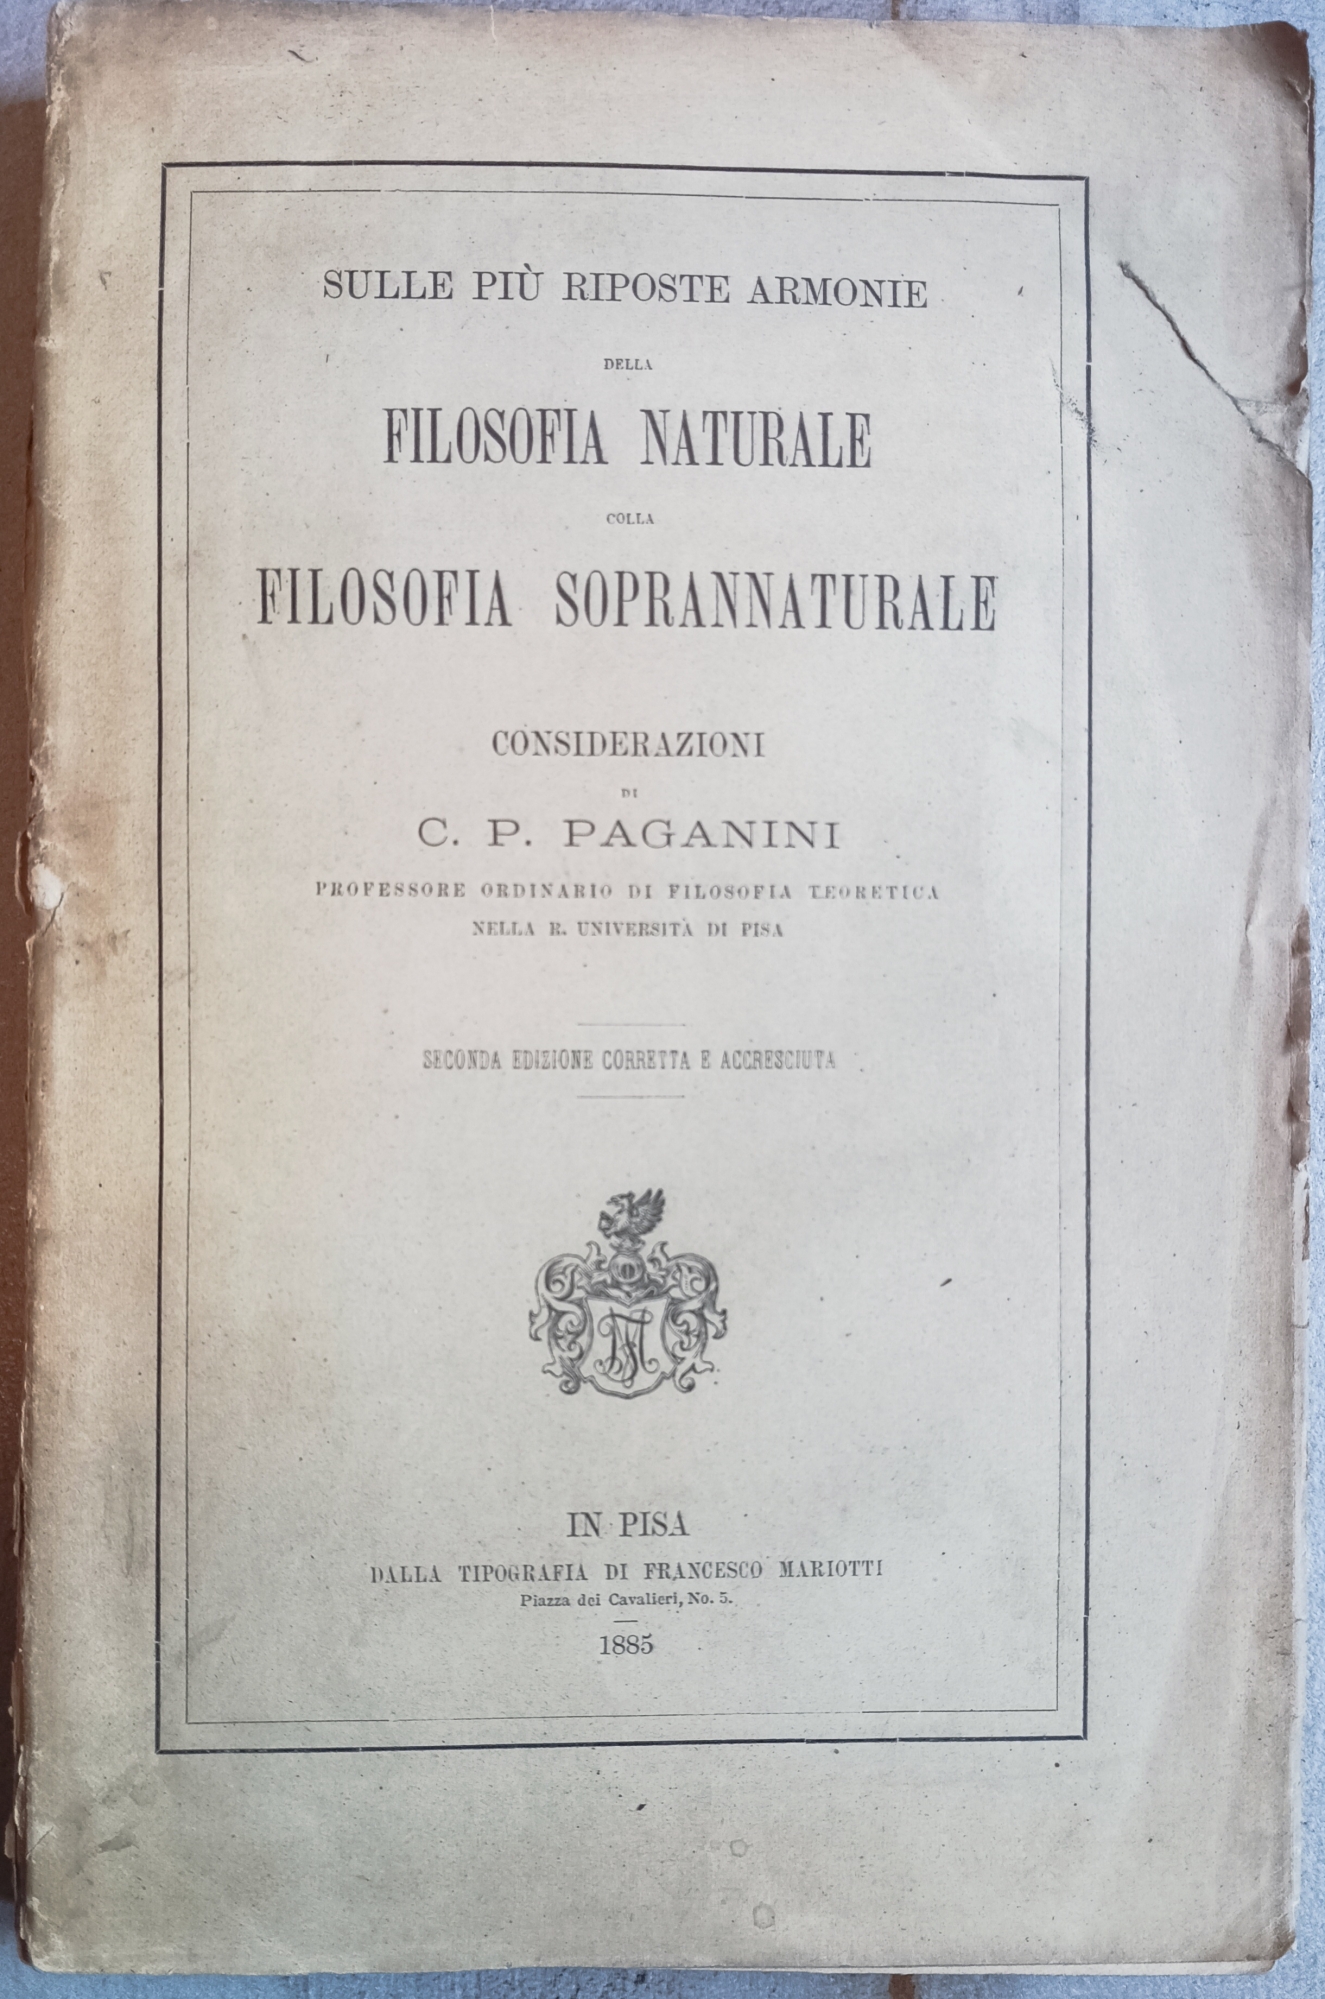 SULLE PIÙ RIPOSTE ARMONIE
DELLA
FILOSOFIA NATURALE
COLLA
FILOSOFIA SOPRANNATURALE
CONSIDERAZIONI
DI
C. P. PAGANINI
PROFESSORE ORDINARIO DI FILOSOFIA TEORETICA
NELLA R. UNIVERSITÀ DI PISA
SECONDA EDIZIONE CORRETTA E ACCRESCIUTA
IN PISA
DALLA TIPOGRAFIA DI FRANCESCO MARIOTTI
Piazza dei Cavalieri, No. 5.
1885